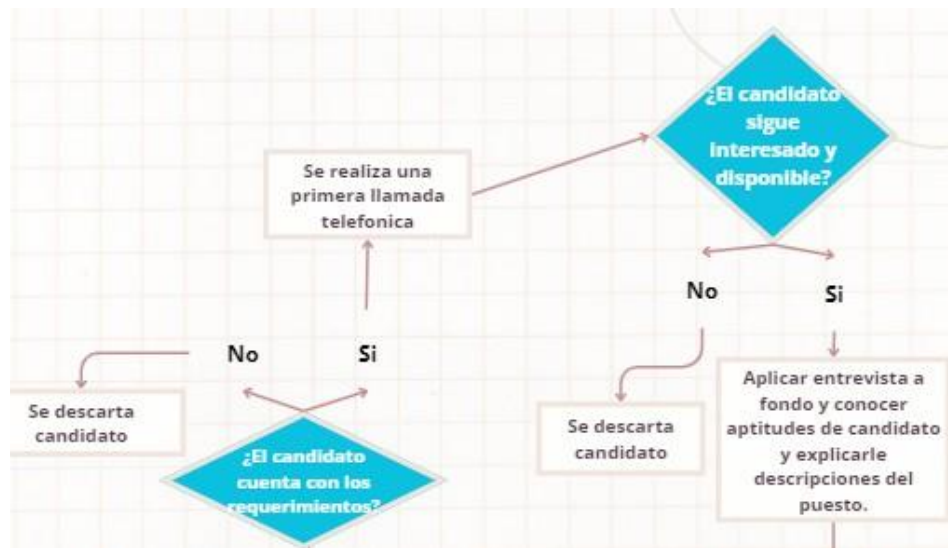 ¿El candidato
sigue
interesado y
disponible?
Se realiza una
primera llamada
telefonica
No
Si
No
Si
Se descarta
candidato
¿El candidato
cuenta con los
requerimientos?
Se descarta
candidato
Aplicar entrevista a
fondo y conocer
aptitudes de candidato
y explicarle
descripciones del
puesto.